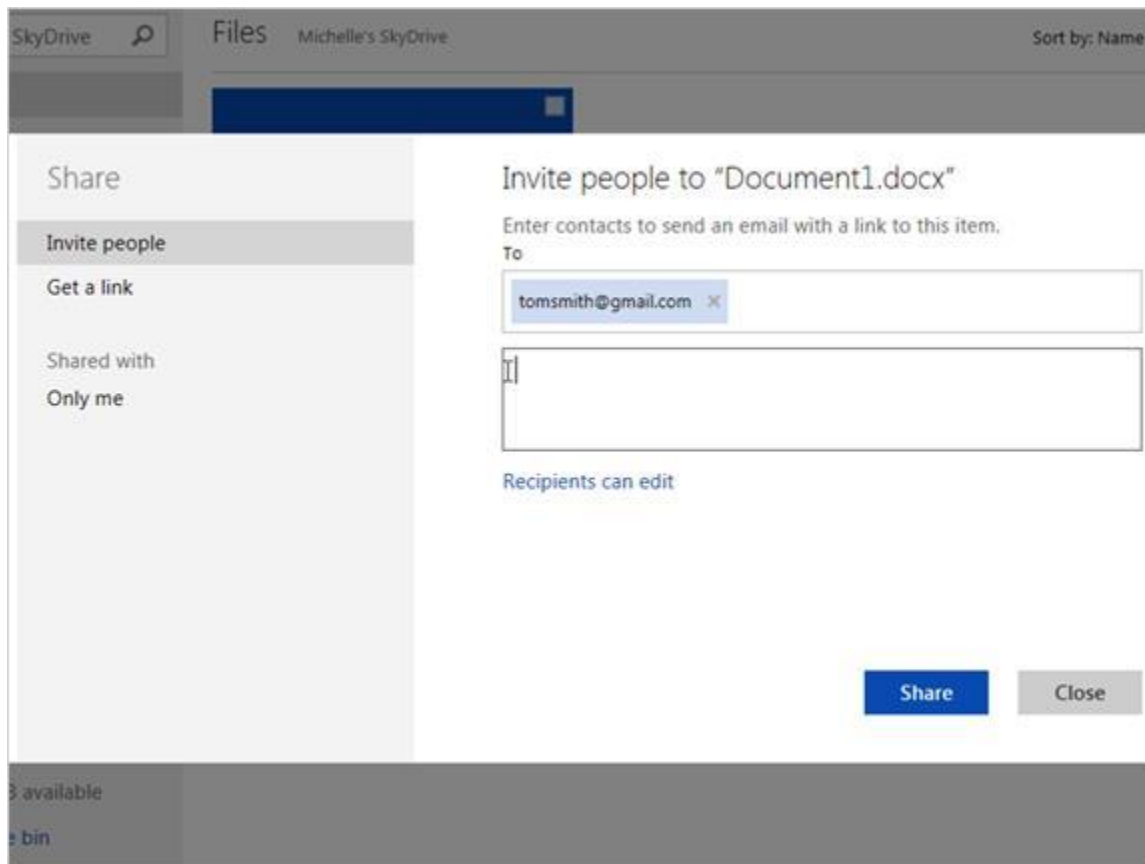 SkyDrive
Files Michelle's SkyDrive
Sort by: Name
Share
Invite people
Get a link
Shared with
Only me
Invite people to “Document1.docx”
Enter contacts to send an email with a link to this item.
To
tomsmith@gmail.com ×
Recipients can edit
Share
Close
available
bin